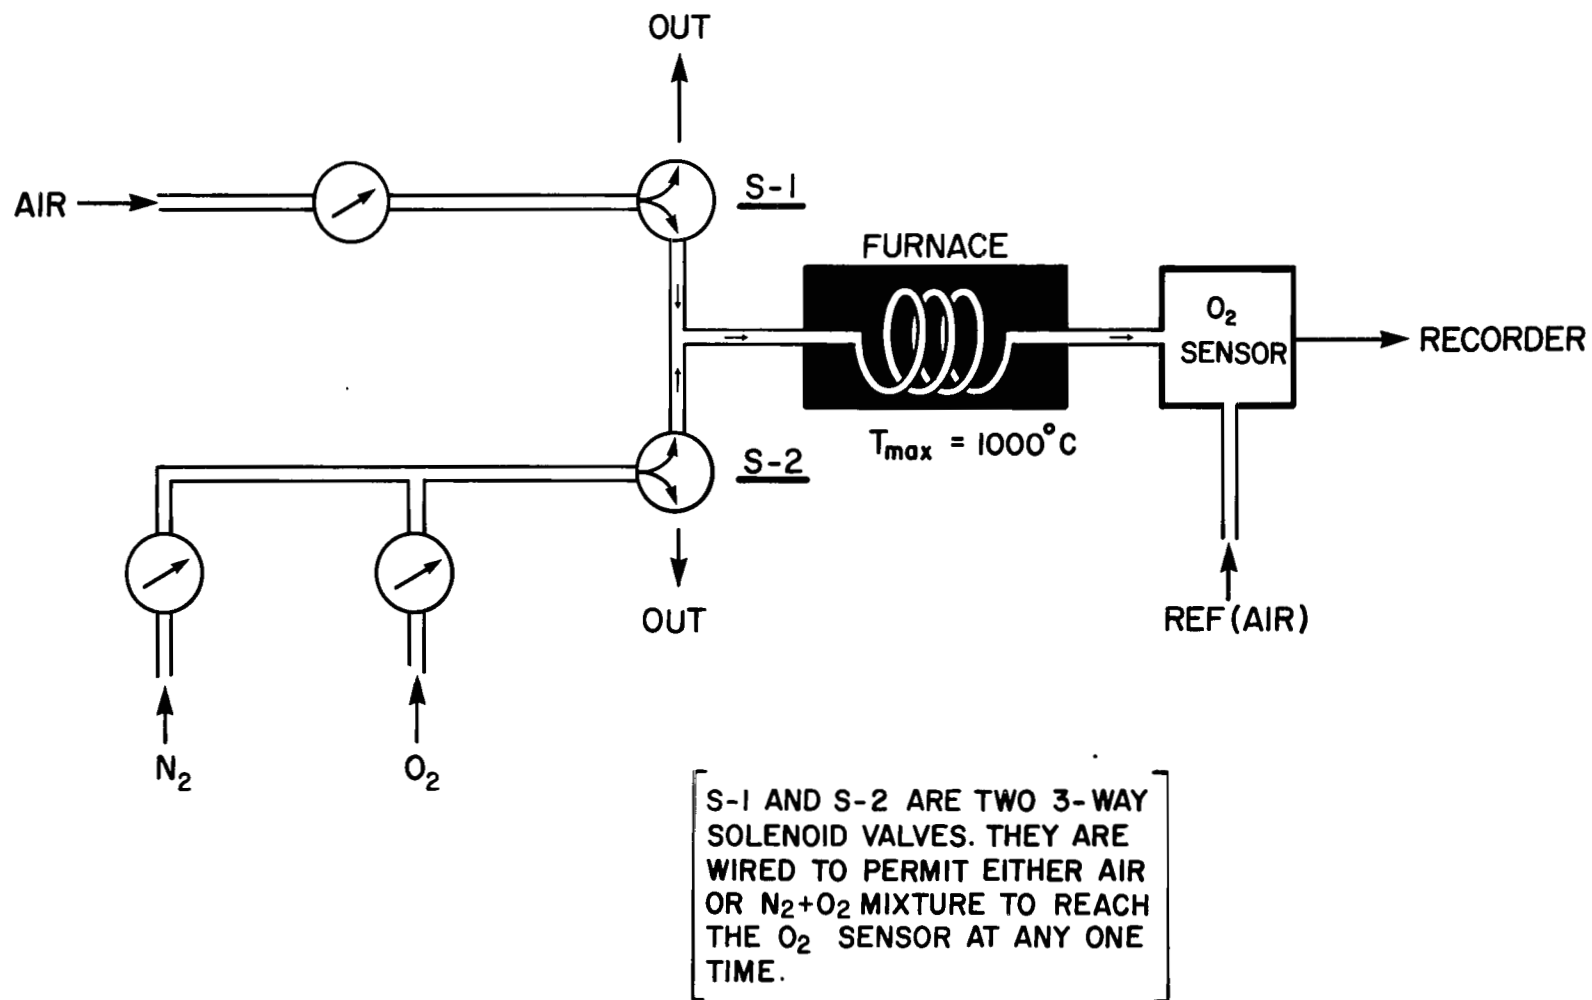 OUT
AIR
S-1
FURNACE
O₂
SENSOR
RECORDER
Tmax = 1000°C
S-2
OUT
REF (AIR)
N₂
O₂
S-1 AND S-2 ARE TWO 3-WAY
SOLENOID VALVES. THEY ARE
WIRED TO PERMIT EITHER AIR
OR N₂+O₂ MIXTURE TO REACH
THE O₂ SENSOR AT ANY ONE
TIME.